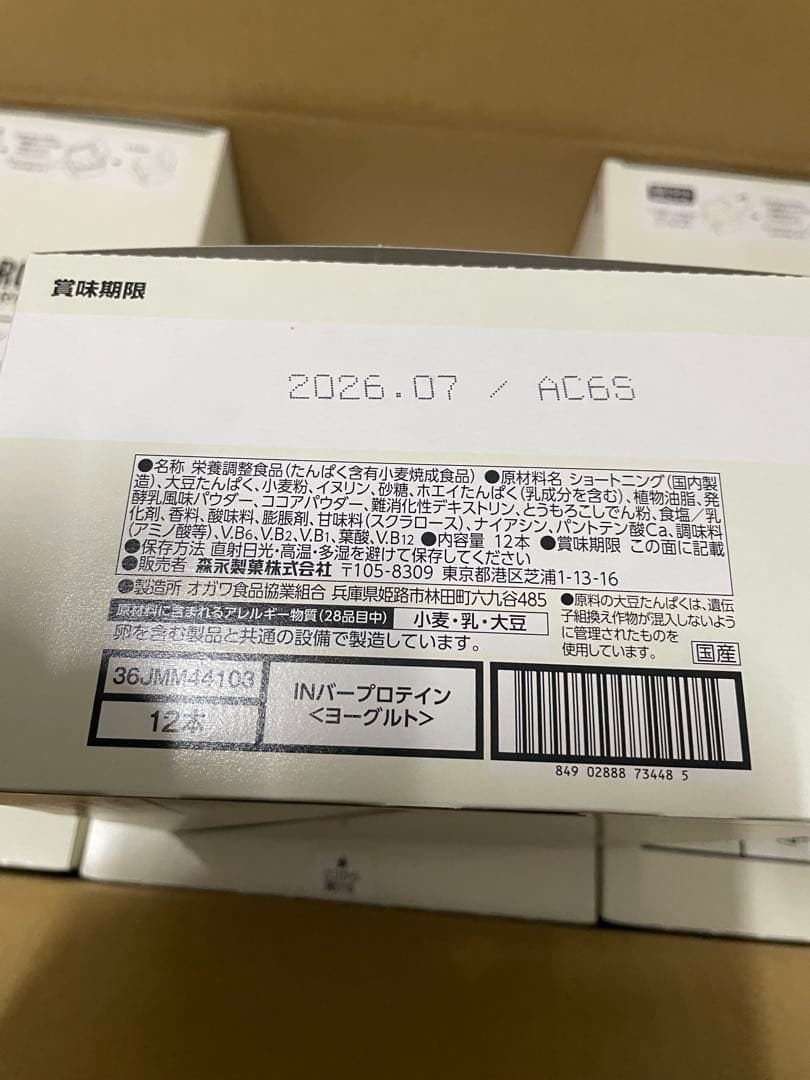 賞味期限
2026.07 / AC6S
●名称 栄養調整食品(たんぱく含有小麦焼成食品) ●原材料名 ショートニング(国内製
造)、大豆たんぱく、小麦粉、イヌリン、砂糖、ホエイたんぱく(乳成分を含む)、植物油脂、発
酵乳風味パウダー、ココアパウダー、難消化性デキストリン、とうもろこしでん粉、食塩/乳
化剤、香料、酸味料、膨脹剤、甘味料(スクラロース)、ナイアシン、パントテン酸Ca、調味料
(アミノ酸等)、V.B6、V.B2、V.B1、葉酸、V.B12 ●内容量 12本 ●賞味期限 この面に記載
●保存方法 直射日光・高温・多湿を避けて保存してください
●販売者 森永製菓株式会社 〒105-8309 東京都港区芝浦1-13-16
●製造所 オガワ食品協業組合 兵庫県姫路市林田町六九谷485
原材料に含まれるアレルギー物質(28品目中) 小麦・乳・大豆
卵を含む製品と共通の設備で製造しています。
●原料の大豆たんぱくは、遺伝
子組換え作物が混入しないよう
に管理されたものを
使用しています。
国産
36JMM44103
12本
INバープロテイン
<ヨーグルト>
849 02888 73448 5